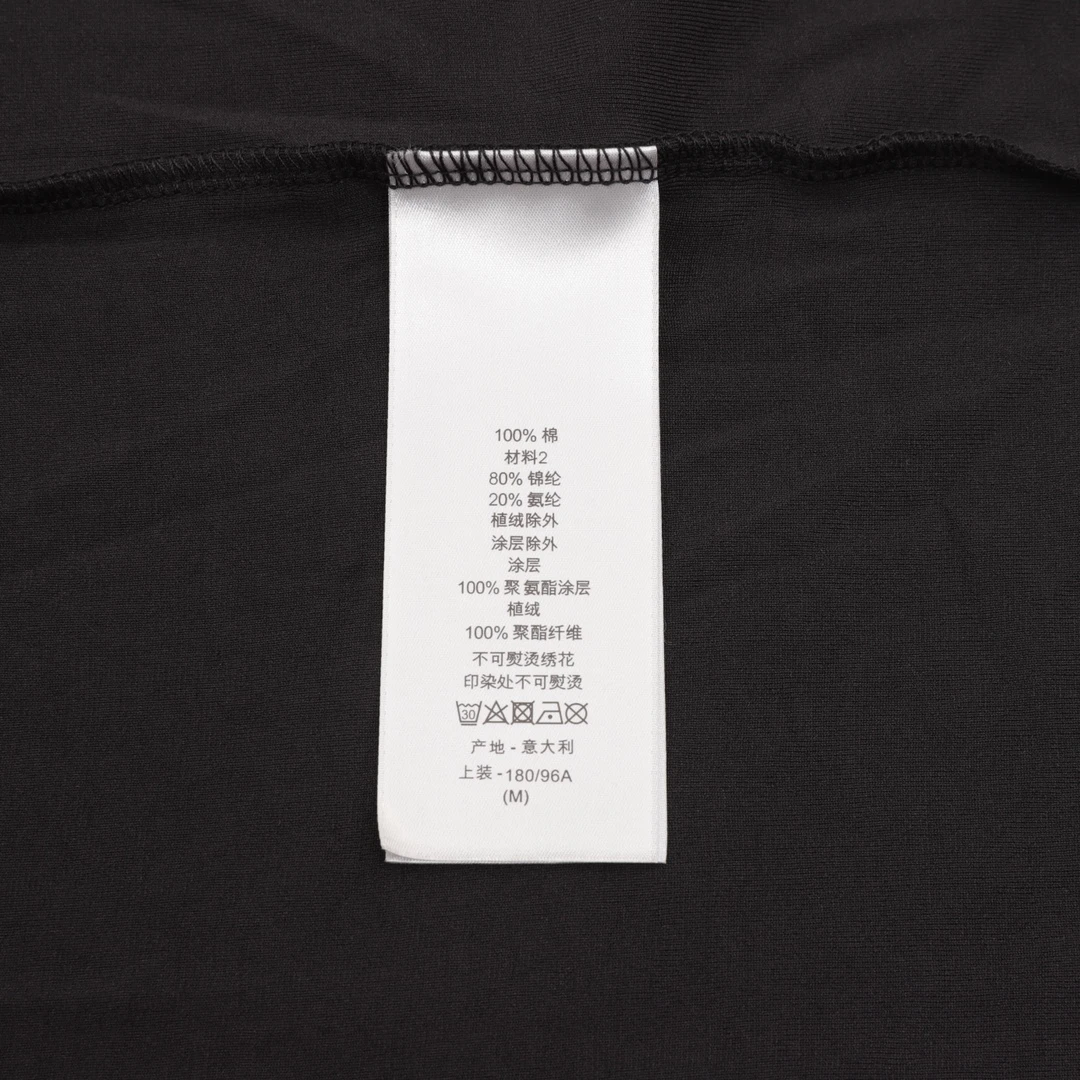 100% 棉
材料2
80% 锦纶
20% 氨纶
植绒除外
涂层除外
涂层
100% 聚氨酯涂层
植绒
100% 聚酯纤维
不可熨烫绣花
印染处不可熨烫
30
产地 - 意大利
上装 - 180/96A
(M)